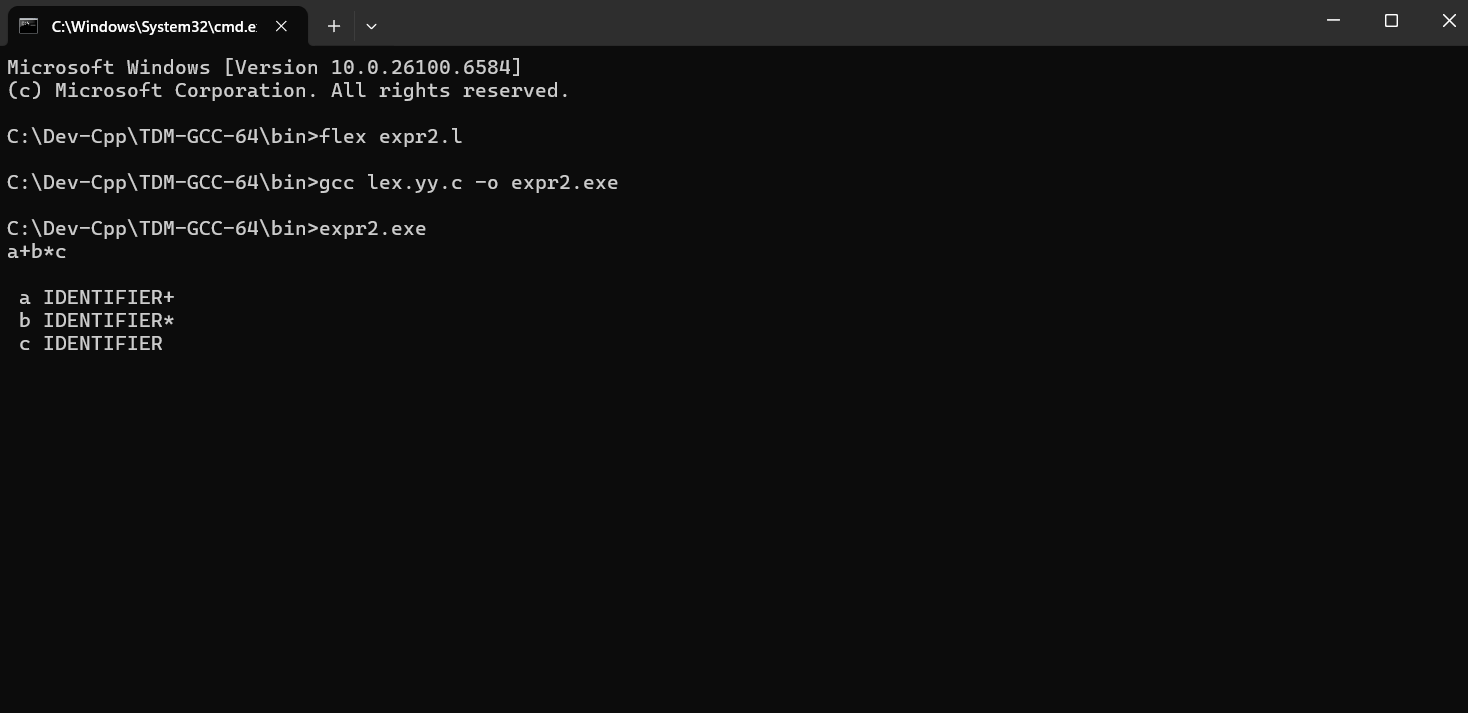 C:\Windows\System32\cmd.e
Microsoft Windows [Version 10.0.26100.6584]
(c) Microsoft Corporation. All rights reserved.
C:\Dev-Cpp\TDM-GCC-64\bin>flex expr2.l
C:\Dev-Cpp\TDM-GCC-64\bin>gcc lex.yy.c -o expr2.exe
C:\Dev-Cpp\TDM-GCC-64\bin>expr2.exe
a+b*c
a IDENTIFIER+
b IDENTIFIER*
c IDENTIFIER